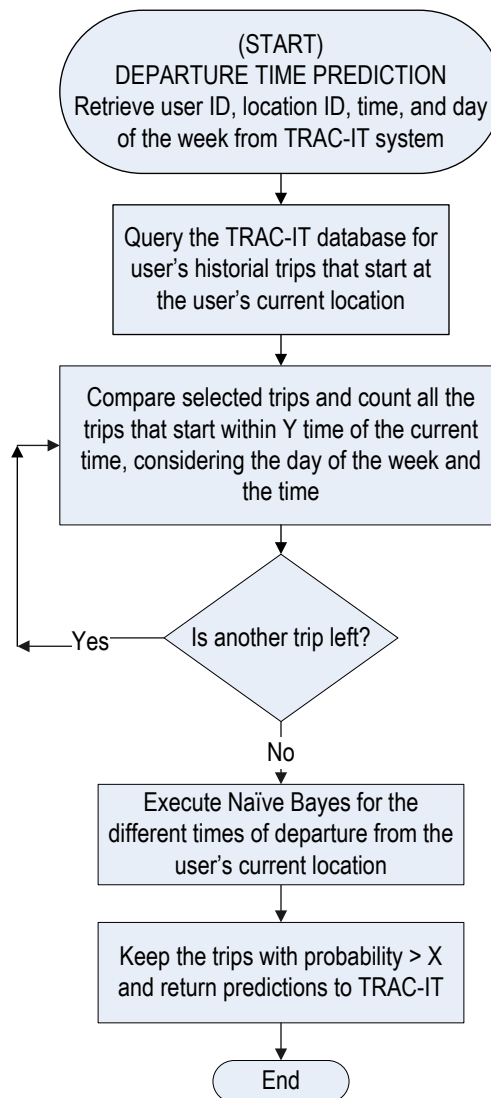 (START)
DEPARTURE TIME PREDICTION
Retrieve user ID, location ID, time, and day
of the week from TRAC-IT system
Query the TRAC-IT database for
user's historial trips that start at
the user's current location
Compare selected trips and count all the
trips that start within Y time of the current
time, considering the day of the week and
the time
Is another trip left?
Yes
No
Execute Naïve Bayes for the
different times of departure from the
user's current location
Keep the trips with probability > X
and return predictions to TRAC-IT
End